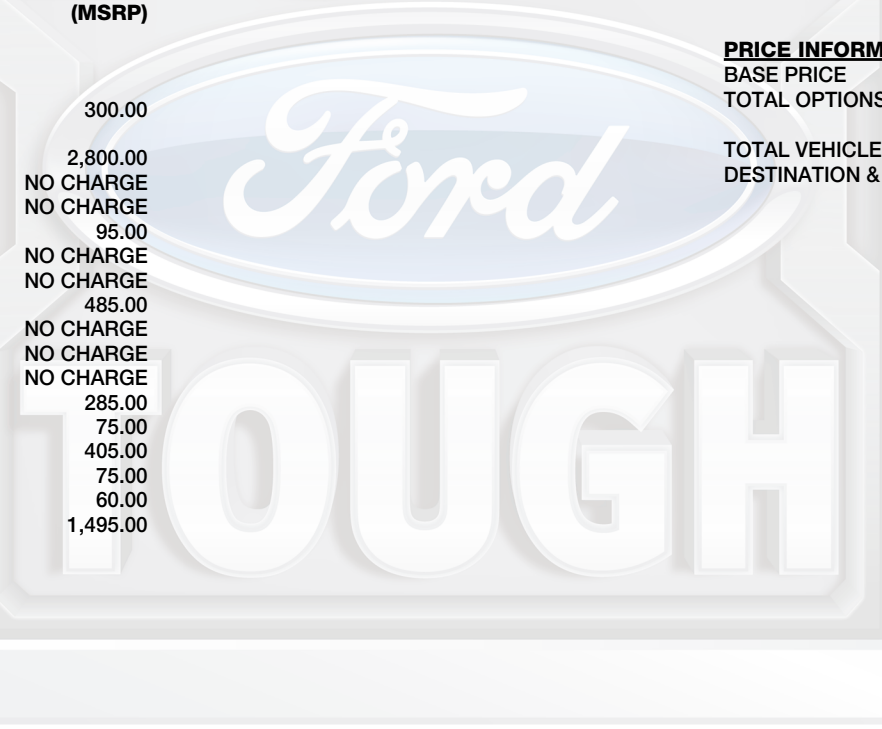 (MSRP)
300.00
2,800.00
NO CHARGE
NO CHARGE
95.00
NO CHARGE
NO CHARGE
485.00
NO CHARGE
NO CHARGE
NO CHARGE
285.00
75.00
405.00
75.00
60.00
1,495.00
PRICE INFORM
BASE PRICE
TOTAL OPTIONS
TOTAL VEHICLE
DESTINATION &
Ford
TOUGH